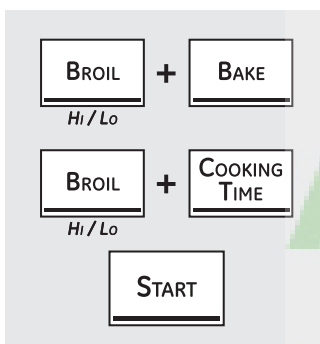 BROIL + BAKE
HI / LO
BROIL + COOKING TIME
HI / LO
START